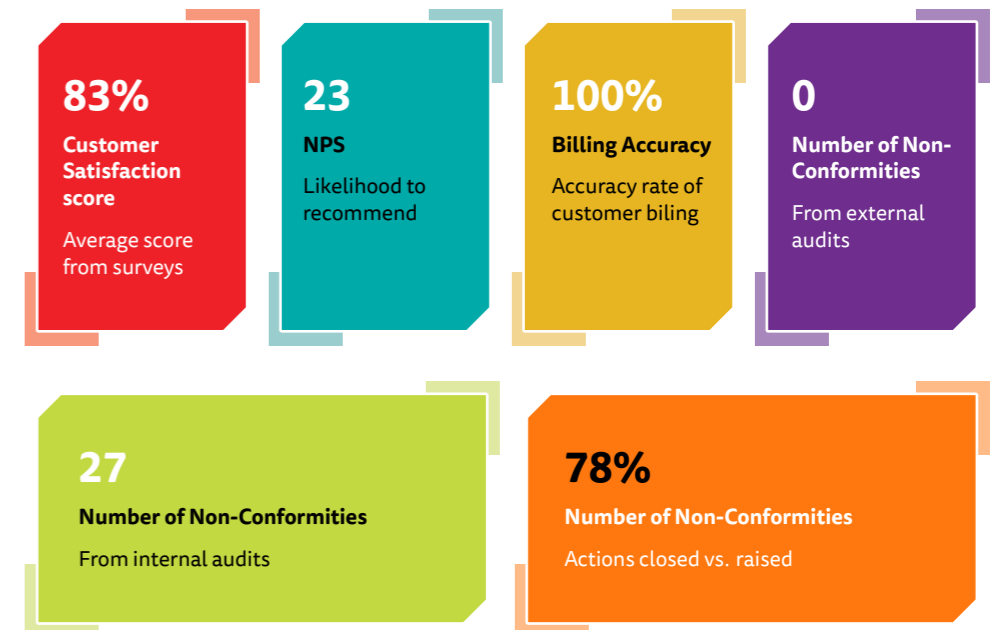 83%
Customer
Satisfaction
score
Average score
from surveys
23
NPS
Likelihood to
recommend
100%
Billing Accuracy
Accuracy rate of
customer biling
0
Number of Non-
Conformities
From external
audits
27
Number of Non-Conformities
From internal audits
78%
Number of Non-Conformities
Actions closed vs. raised